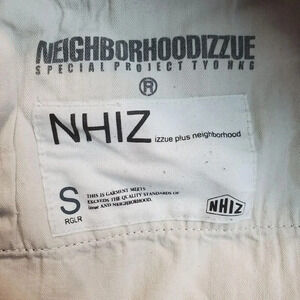 NEIGHBORHOODIZZUE
SPECIAL PROJECT TYO HKG
®
NHIZ izzue plus neighborhood
S
RGLR
THIS IS GARMENT MEETS
EXCEEDS THE QUALITY STANDARDS OF
izzue AND NEIGHBORHOOD.
NHIZ